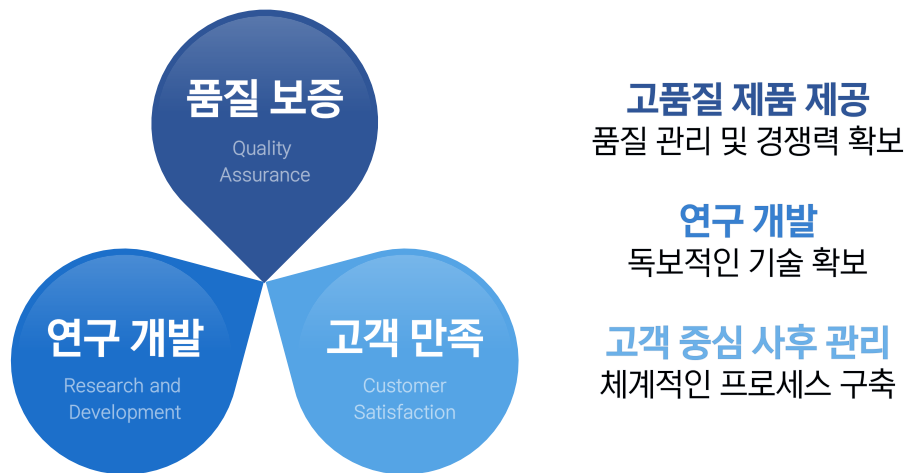 품질 보증
Quality
Assurance
연구 개발
Research and
Development
고객 만족
Customer
Satisfaction
고품질 제품 제공
품질 관리 및 경쟁력 확보
연구 개발
독보적인 기술 확보
고객 중심 사후 관리
체계적인 프로세스 구축